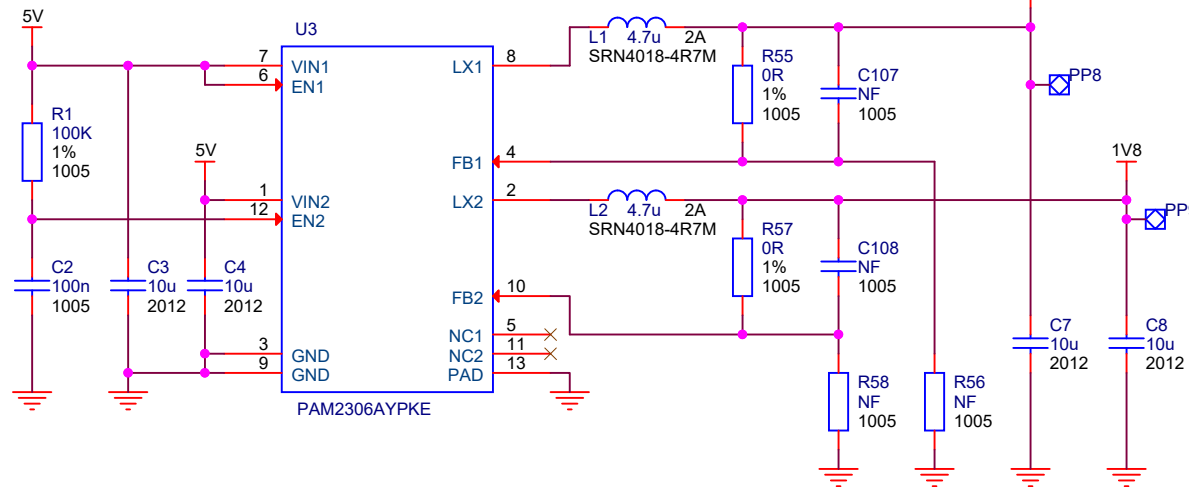 5V
U3
7
VIN1
6
EN1
R1
100K
1%
1005
5V
1
VIN2
12
EN2
C2
100n
1005
C3
10u
2012
C4
10u
2012
3
GND
9
GND
LX1
8
FB1
4
LX2
2
FB2
10
NC1
5
NC2
11
PAD
13
PAM2306AYPKE
L1
4.7u
2A
SRN4018-4R7M
R55
0R
1%
1005
C107
NF
1005
PP8
L2
4.7u
2A
SRN4018-4R7M
R57
0R
1%
1005
C108
NF
1005
1V8
PP
R58
NF
1005
R56
NF
1005
C7
10u
2012
C8
10u
2012